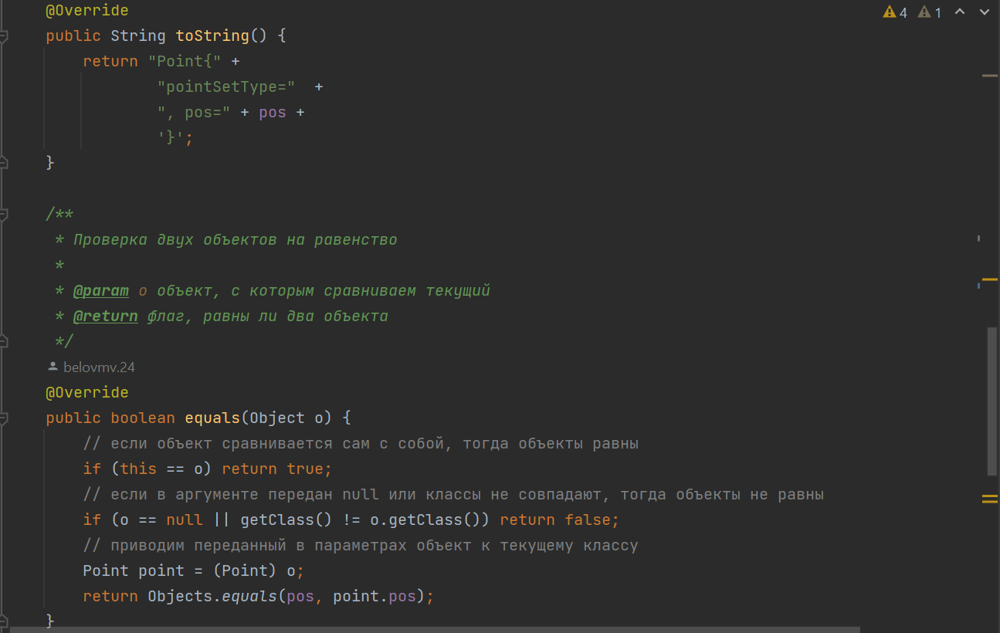 @Override
4 1
public String toString() {
return "Point{" +
"pointSetType="  +
", pos=" + pos +
'}';
}
/**
* Проверка двух объектов на равенство
*
* @param o объект, с которым сравниваем текущий
* @return флаг, равны ли два объекта
*/
belovmv.24
@Override
public boolean equals(Object o) {
// если объект сравнивается сам с собой, тогда объекты равны
if (this == o) return true;
// если в аргументе передан null или классы не совпадают, тогда объекты не равны
if (o == null || getClass() != o.getClass()) return false;
// приводим переданный в параметрах объект к текущему классу
Point point = (Point) o;
return Objects.equals(pos, point.pos);
}